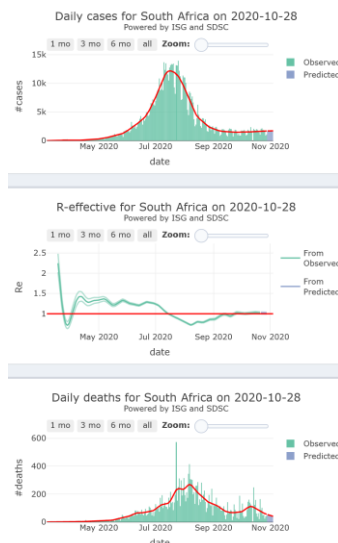 Daily cases for South Africa on 2020-10-28
Powered by ISG and SDSC
1 mo 3 mo 6 mo all Zoom:
15k
10k
5k
0
#cases
May 2020 Jul 2020 Sep 2020 Nov 2020
date
Observed
Predicted
R-effective for South Africa on 2020-10-28
Powered by ISG and SDSC
1 mo 3 mo 6 mo all Zoom:
2.5
2
1.5
1
Re
May 2020 Jul 2020 Sep 2020 Nov 2020
date
From
Observed
From
Predicted
Daily deaths for South Africa on 2020-10-28
Powered by ISG and SDSC
1 mo 3 mo 6 mo all Zoom:
600
400
200
0
#deaths
May 2020 Jul 2020 Sep 2020 Nov 2020
date
Observed
Predicted